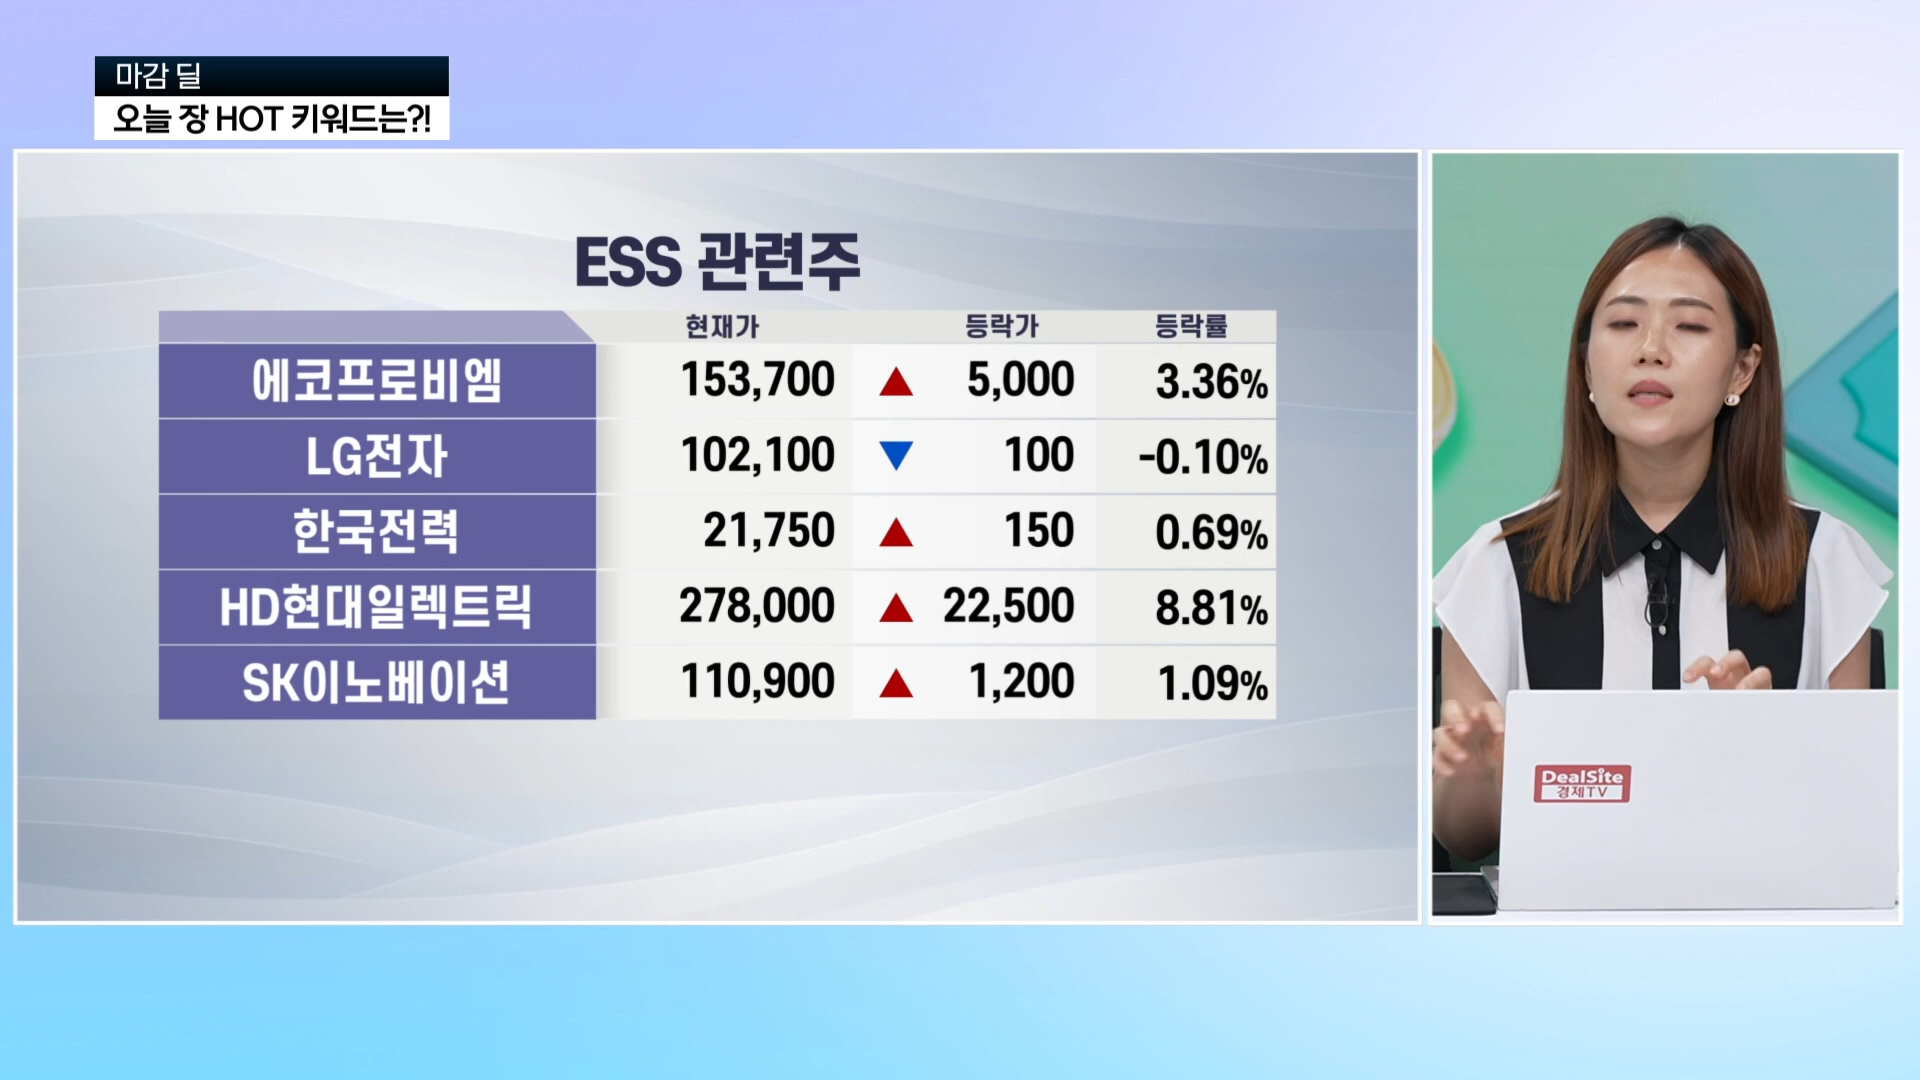 마감 딜
오늘 장 HOT 키워드는?!
ESS 관련주
현재가 등락가 등락률
에코프로비엠 153,700 ▲ 5,000 3.36%
LG전자 102,100 ▼ 100 -0.10%
한국전력 21,750 ▲ 150 0.69%
HD현대일렉트릭 278,000 ▲ 22,500 8.81%
SK이노베이션 110,900 ▲ 1,200 1.09%
DealSite
경제TV